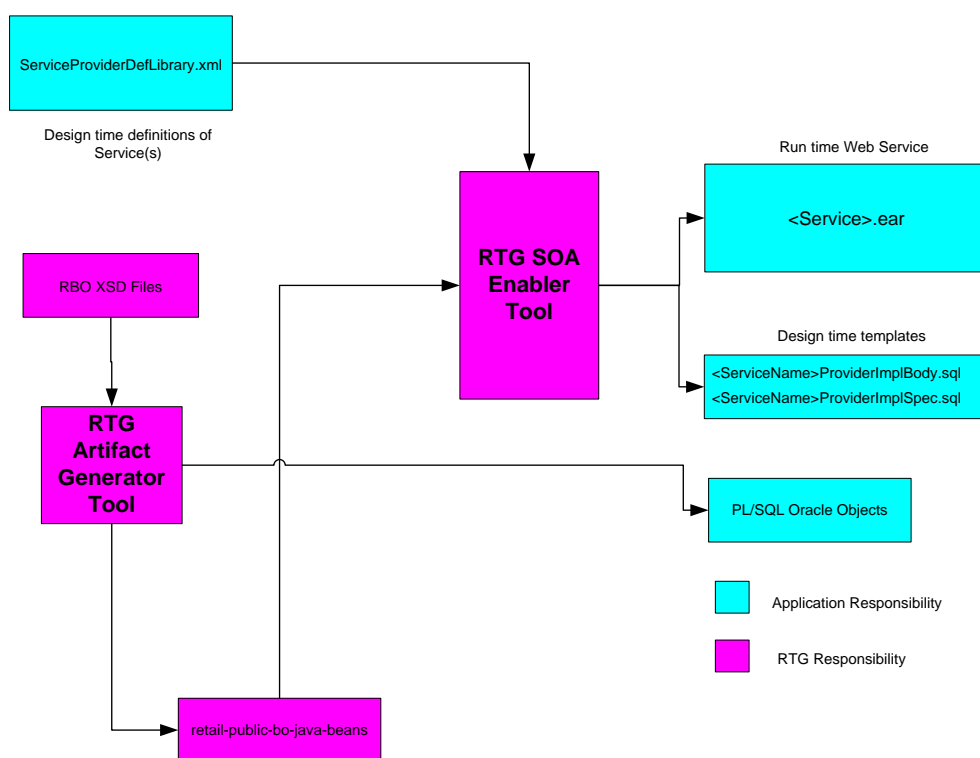 ServiceProviderDefLibrary.xml
Design time definitions of
Service(s)
Run time Web Service
<Service>.ear
RTG SOA
Enabler
Tool
RBO XSD Files
Design time templates
<ServiceName>ProviderImplBody.sql
<ServiceName>ProviderImplSpec.sql
RTG
Artifact
Generator
Tool
PL/SQL Oracle Objects
Application Responsibility
RTG Responsibility
retail-public-bo-java-beans